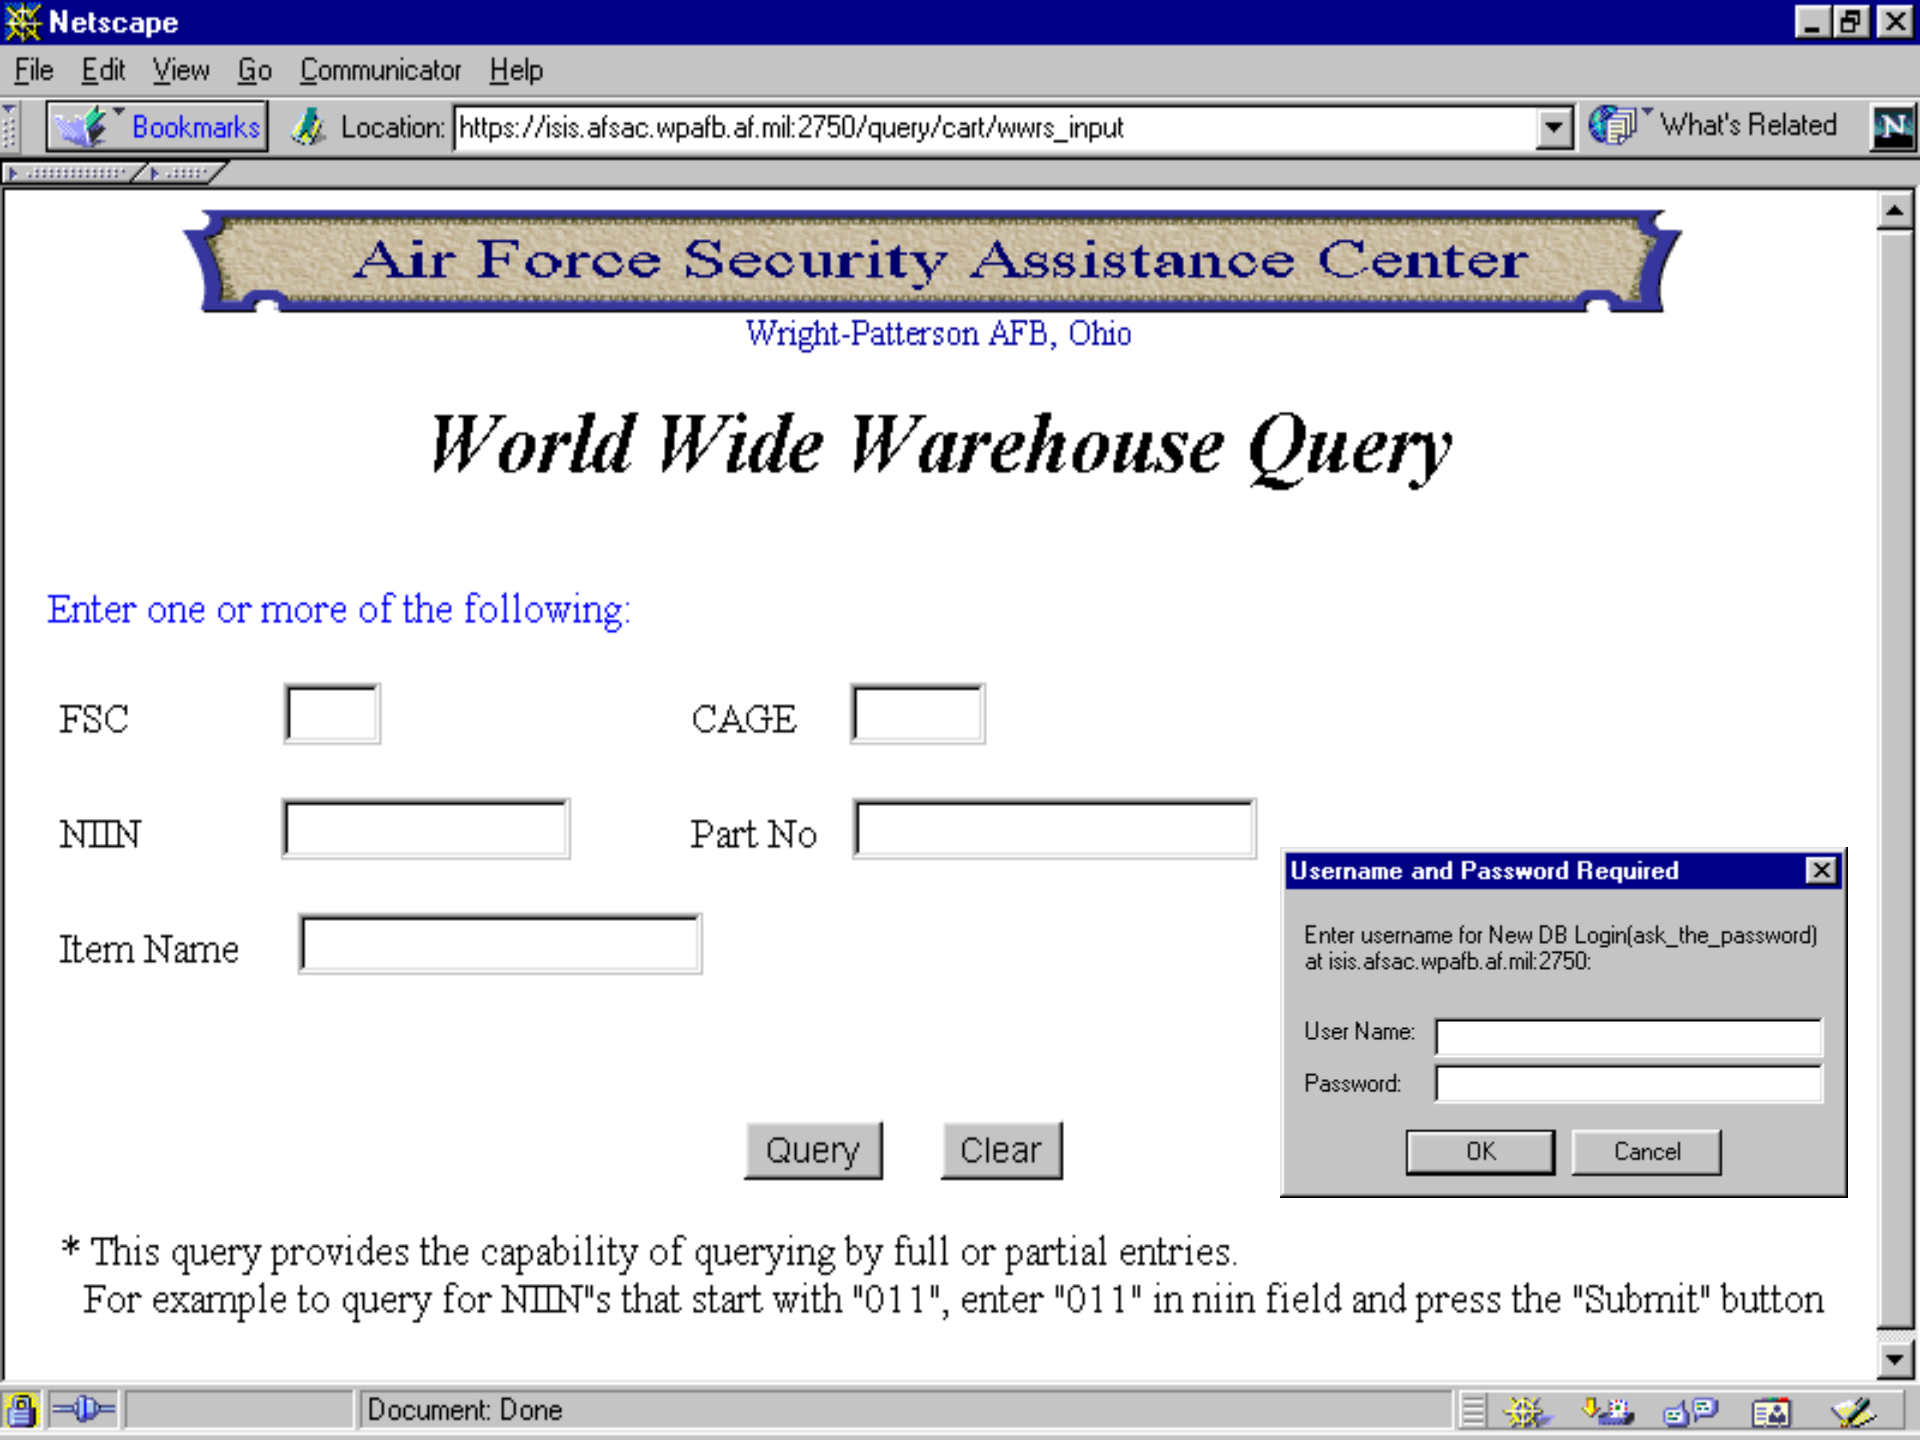 Netscape
File Edit View Go Communicator Help
Bookmarks Location: https://isis.afsac.wpafb.af.mil:2750/query/cart/wwrs_input What's Related N
Air Force Security Assistance Center
Wright-Patterson AFB, Ohio
World Wide Warehouse Query
Enter one or more of the following:
FSC CAGE
NIIN Part No
Item Name
Username and Password Required
Enter username for New DB Login(ask_the_password)
at isis.afsac.wpafb.af.mil:2750:
User Name:
Password:
OK Cancel
Query Clear
* This query provides the capability of querying by full or partial entries.
For example to query for NIIN"s that start with "011", enter "011" in niin field and press the "Submit" button
Document: Done